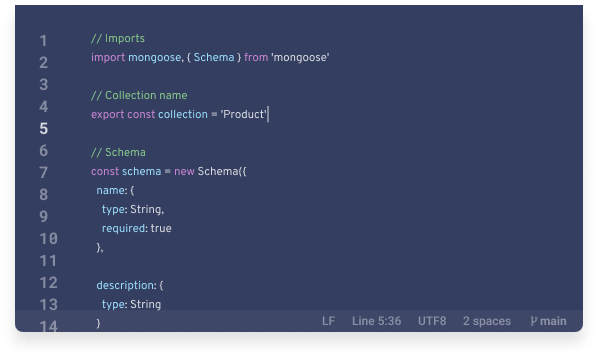 1 // Imports
2 import mongoose, { Schema } from 'mongoose'
3
4 // Collection name
5 export const collection = 'Product'
6
7 // Schema
8 const schema = new Schema({
9 name: {
10 type: String,
11 required: true
12 },
13
14 description: {
type: String
}
LF Line 5:36 UTF8 2 spaces main